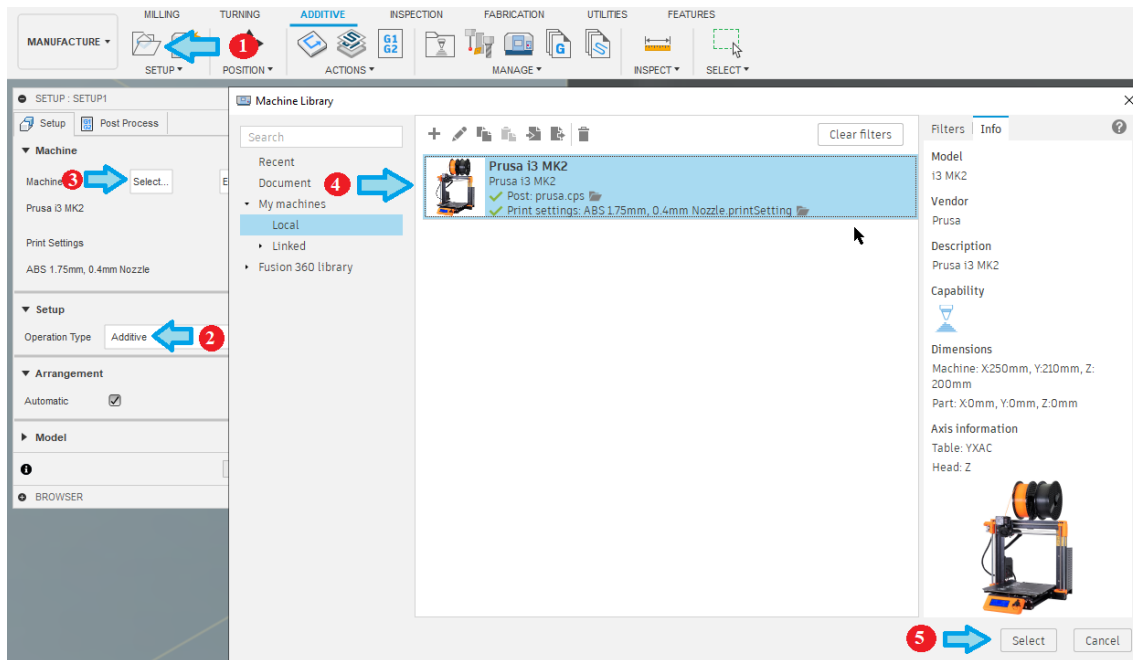 MILLING TURNING ADDITIVE INSPECTION FABRICATION UTILITIES FEATURES
MANUFACTURE
1
G1
G2
G
SETUP POSITION ACTIONS MANAGE INSPECT SELECT
SETUP : SETUP1
Setup Post Process
Machine
Machine
3
Select...
E
Prusa i3 MK2
Print Settings
ABS 1.75mm, 0.4mm Nozzle
Setup
Operation Type Additive
2
Arrangement
Automatic
Model
BROWSER
Machine Library
Search
Recent
Document
My machines
Local
Linked
Fusion 360 library
Clear filters
4
Prusa i3 MK2
Prusa i3 MK2
Post: prusa.cps
Print settings: ABS 1.75mm, 0.4mm Nozzle.printSetting
Filters Info
Model
i3 MK2
Vendor
Prusa
Description
Prusa i3 MK2
Capability
Dimensions
Machine: X:250mm, Y:210mm, Z:
200mm
Part: X:0mm, Y:0mm, Z:0mm
Axis information
Table: YXAC
Head: Z
5
Select Cancel